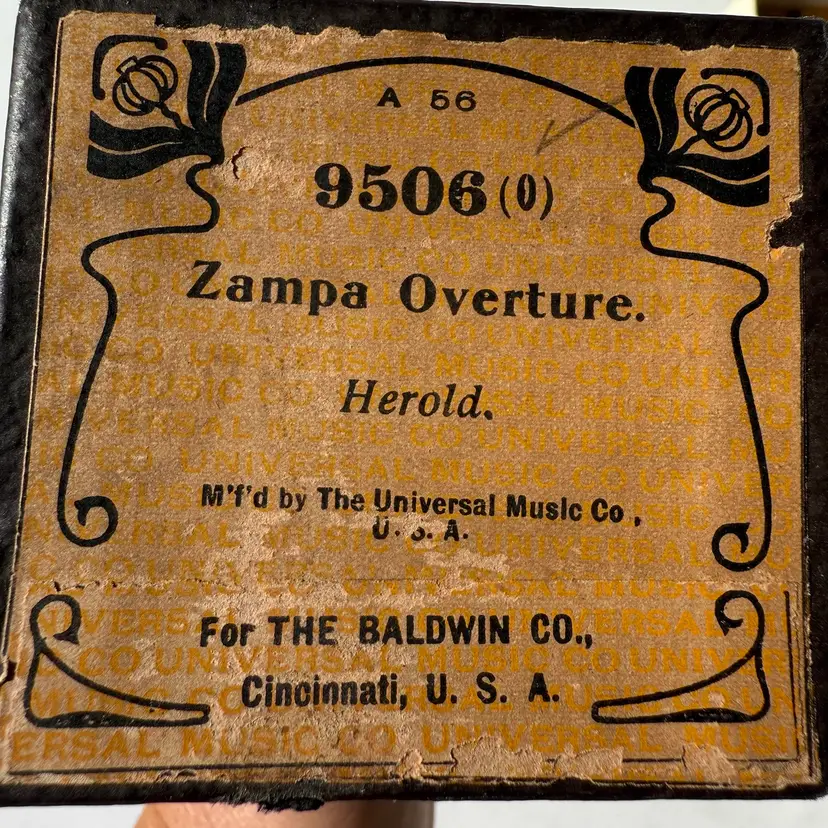 A 56
9506 (0)
Zampa Overture.
Herold.
M'f'd by The Universal Music Co.,
U. S. A.
For THE BALDWIN CO.,
Cincinnati, U. S. A.